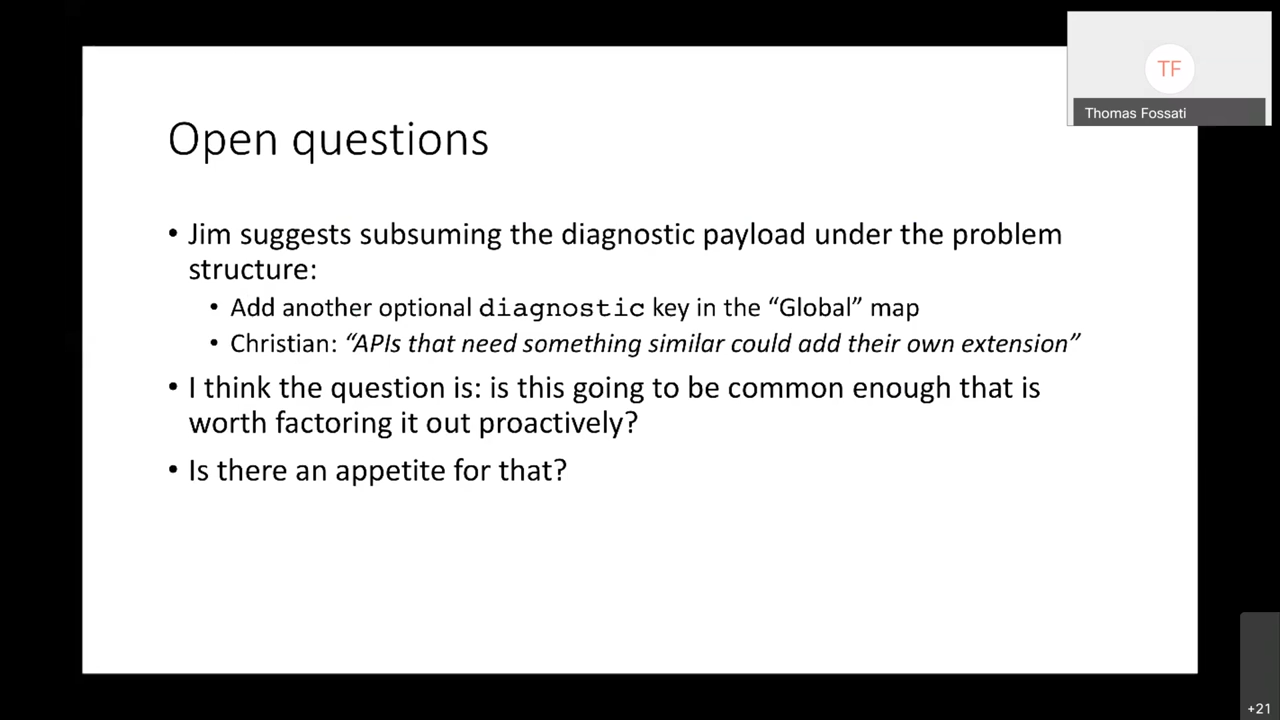 TF
Thomas Fossati
Open questions
• Jim suggests subsuming the diagnostic payload under the problem
structure:
• Add another optional diagnostic key in the “Global” map
• Christian: “APIs that need something similar could add their own extension”
• I think the question is: is this going to be common enough that is
worth factoring it out proactively?
• Is there an appetite for that?
+21